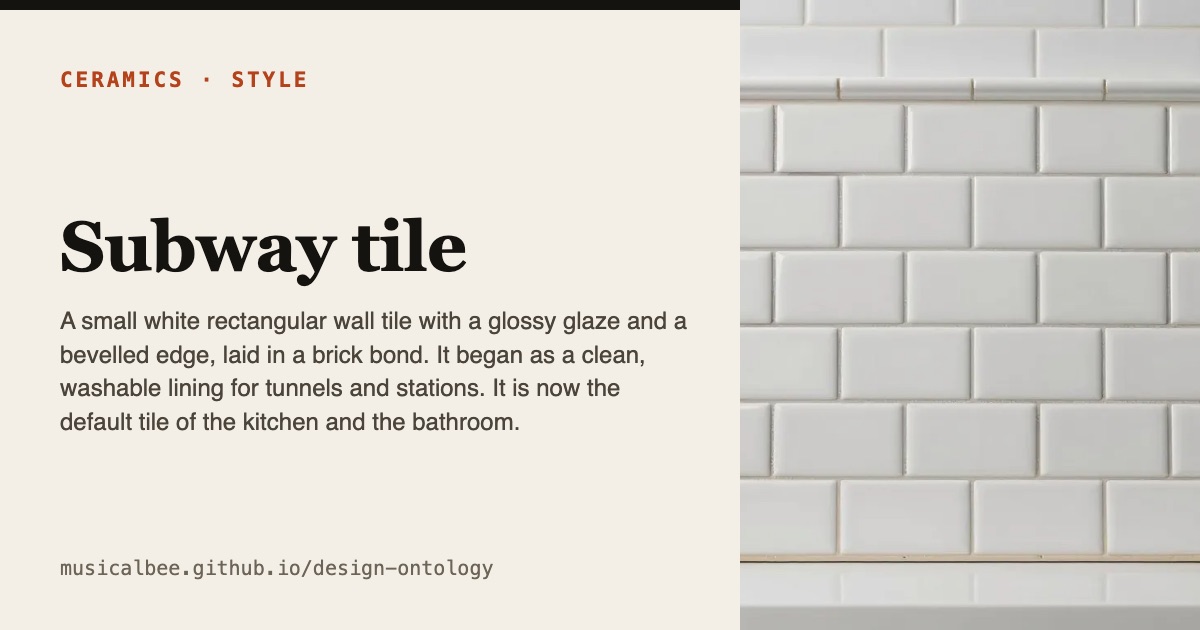 CERAMICS · STYLE
Subway tile
A small white rectangular wall tile with a glossy glaze and a
bevelled edge, laid in a brick bond. It began as a clean,
washable lining for tunnels and stations. It is now the
default tile of the kitchen and the bathroom.
musicalbee.github.io/design-ontology